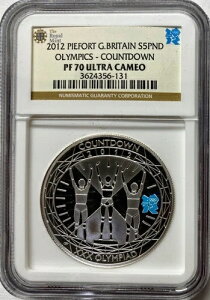 The
Royal
Mint
2012 PIEFORT G.BRITAIN S5PND
OLYMPICS - COUNTDOWN
PF 70 ULTRA CAMEO
3624356-131
NUMISMATIC GUARANTY CORPORATION
COUNTDOWN
2012
XXX OLYMPIAD